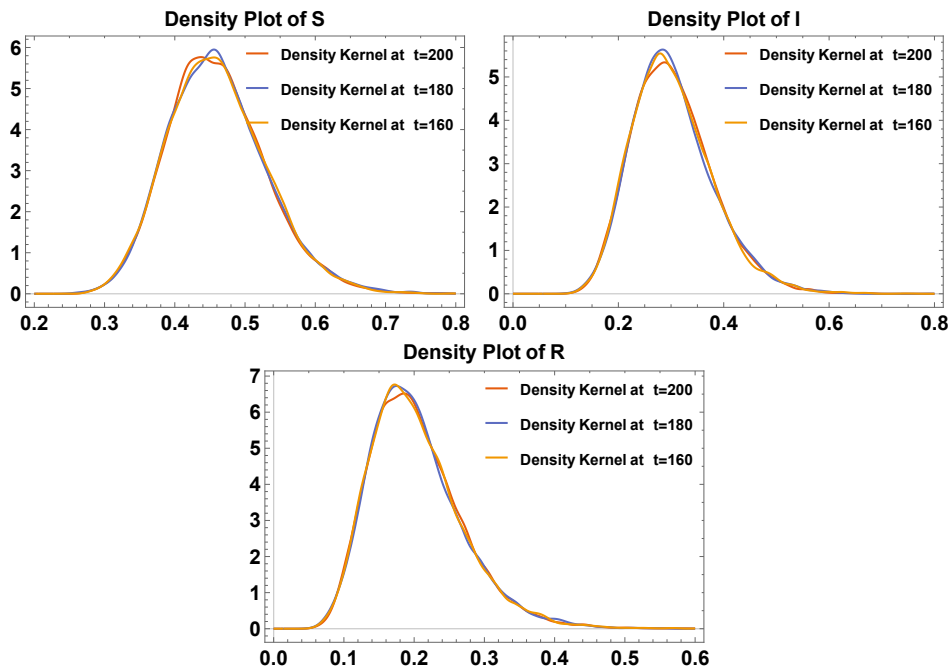 Density Plot of S
6
5
4
3
2
1
0
0.2 0.3 0.4 0.5 0.6 0.7 0.8
Density Kernel at t=200
Density Kernel at t=180
Density Kernel at t=160
Density Plot of I
5
4
3
2
1
0
0.0 0.2 0.4 0.6 0.8
Density Kernel at t=200
Density Kernel at t=180
Density Kernel at t=160
Density Plot of R
7
6
5
4
3
2
1
0
0.0 0.1 0.2 0.3 0.4 0.5 0.6
Density Kernel at t=200
Density Kernel at t=180
Density Kernel at t=160